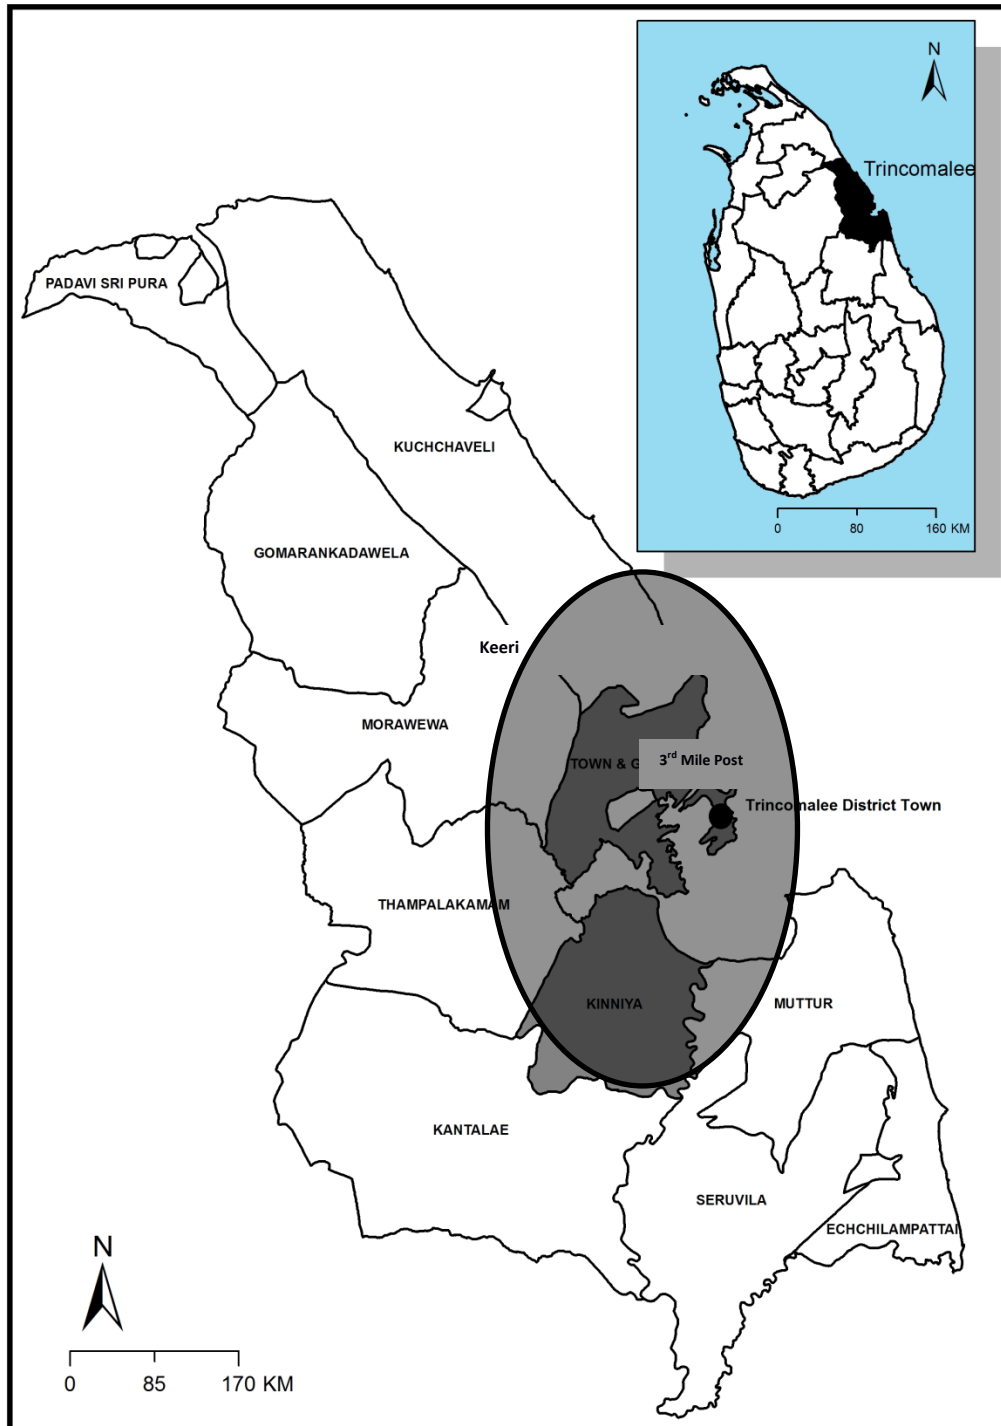 N
Trincomalee
0 80 160 KM
PADAVI SRI PURA
KUCHCHAVELI
GOMARANKADAWELA
Keeri
MORAWEWA
TOWN & G
3rd Mile Post
Trincomalee District Town
THAMPALAKAMAM
KINNIYA
MUTTUR
KANTALAE
SERUVILA
ECHCHILAMPATTAI
N
0 85 170 KM